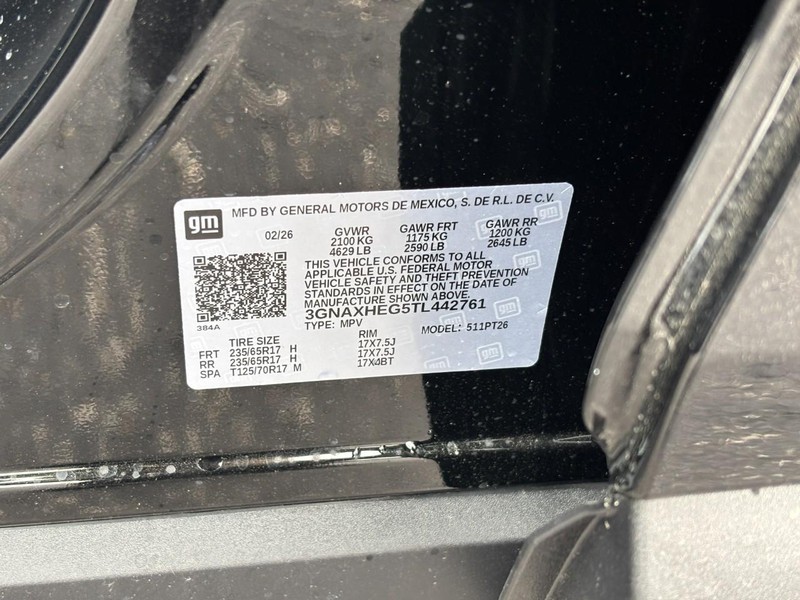 gm MFD BY GENERAL MOTORS DE MEXICO, S. DE R.L. DE C.V.
02/26 GVWR GAWR FRT GAWR RR
2100 KG 1175 KG 1200 KG
4629 LB 2590 LB 2645 LB
THIS VEHICLE CONFORMS TO ALL
APPLICABLE U.S. FEDERAL MOTOR
VEHICLE SAFETY AND THEFT PREVENTION
STANDARDS IN EFFECT ON THE DATE OF
MANUFACTURE SHOWN ABOVE.
3GNAXHEG5TL442761
384A TYPE: MPV MODEL: 511PT26
TIRE SIZE RIM
FRT 235/65R17 H 17X7.5J
RR 235/65R17 H 17X7.5J
SPA T125/70R17 M 17X4BT